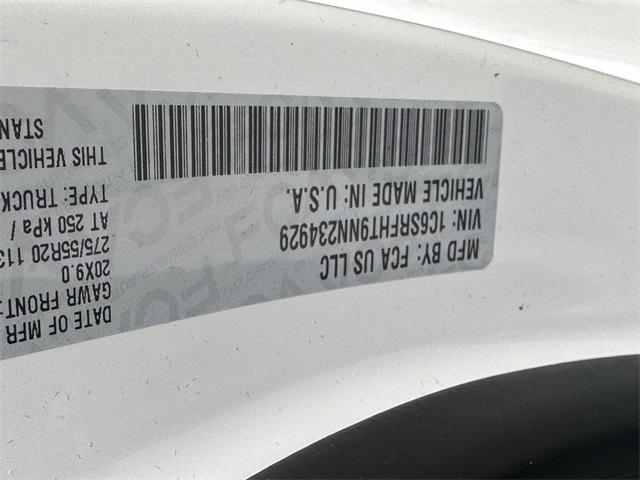 MFD BY: FCA US LLC
VIN: 1C6SRFHT9NN234929
VEHICLE MADE IN: U.S.A.
DATE OF MFR
GAWR FRONT:
20X9.0
275/55R20 113
AT 250 kPa /
TYPE: TRUCK
THIS VEHICLE
STAN